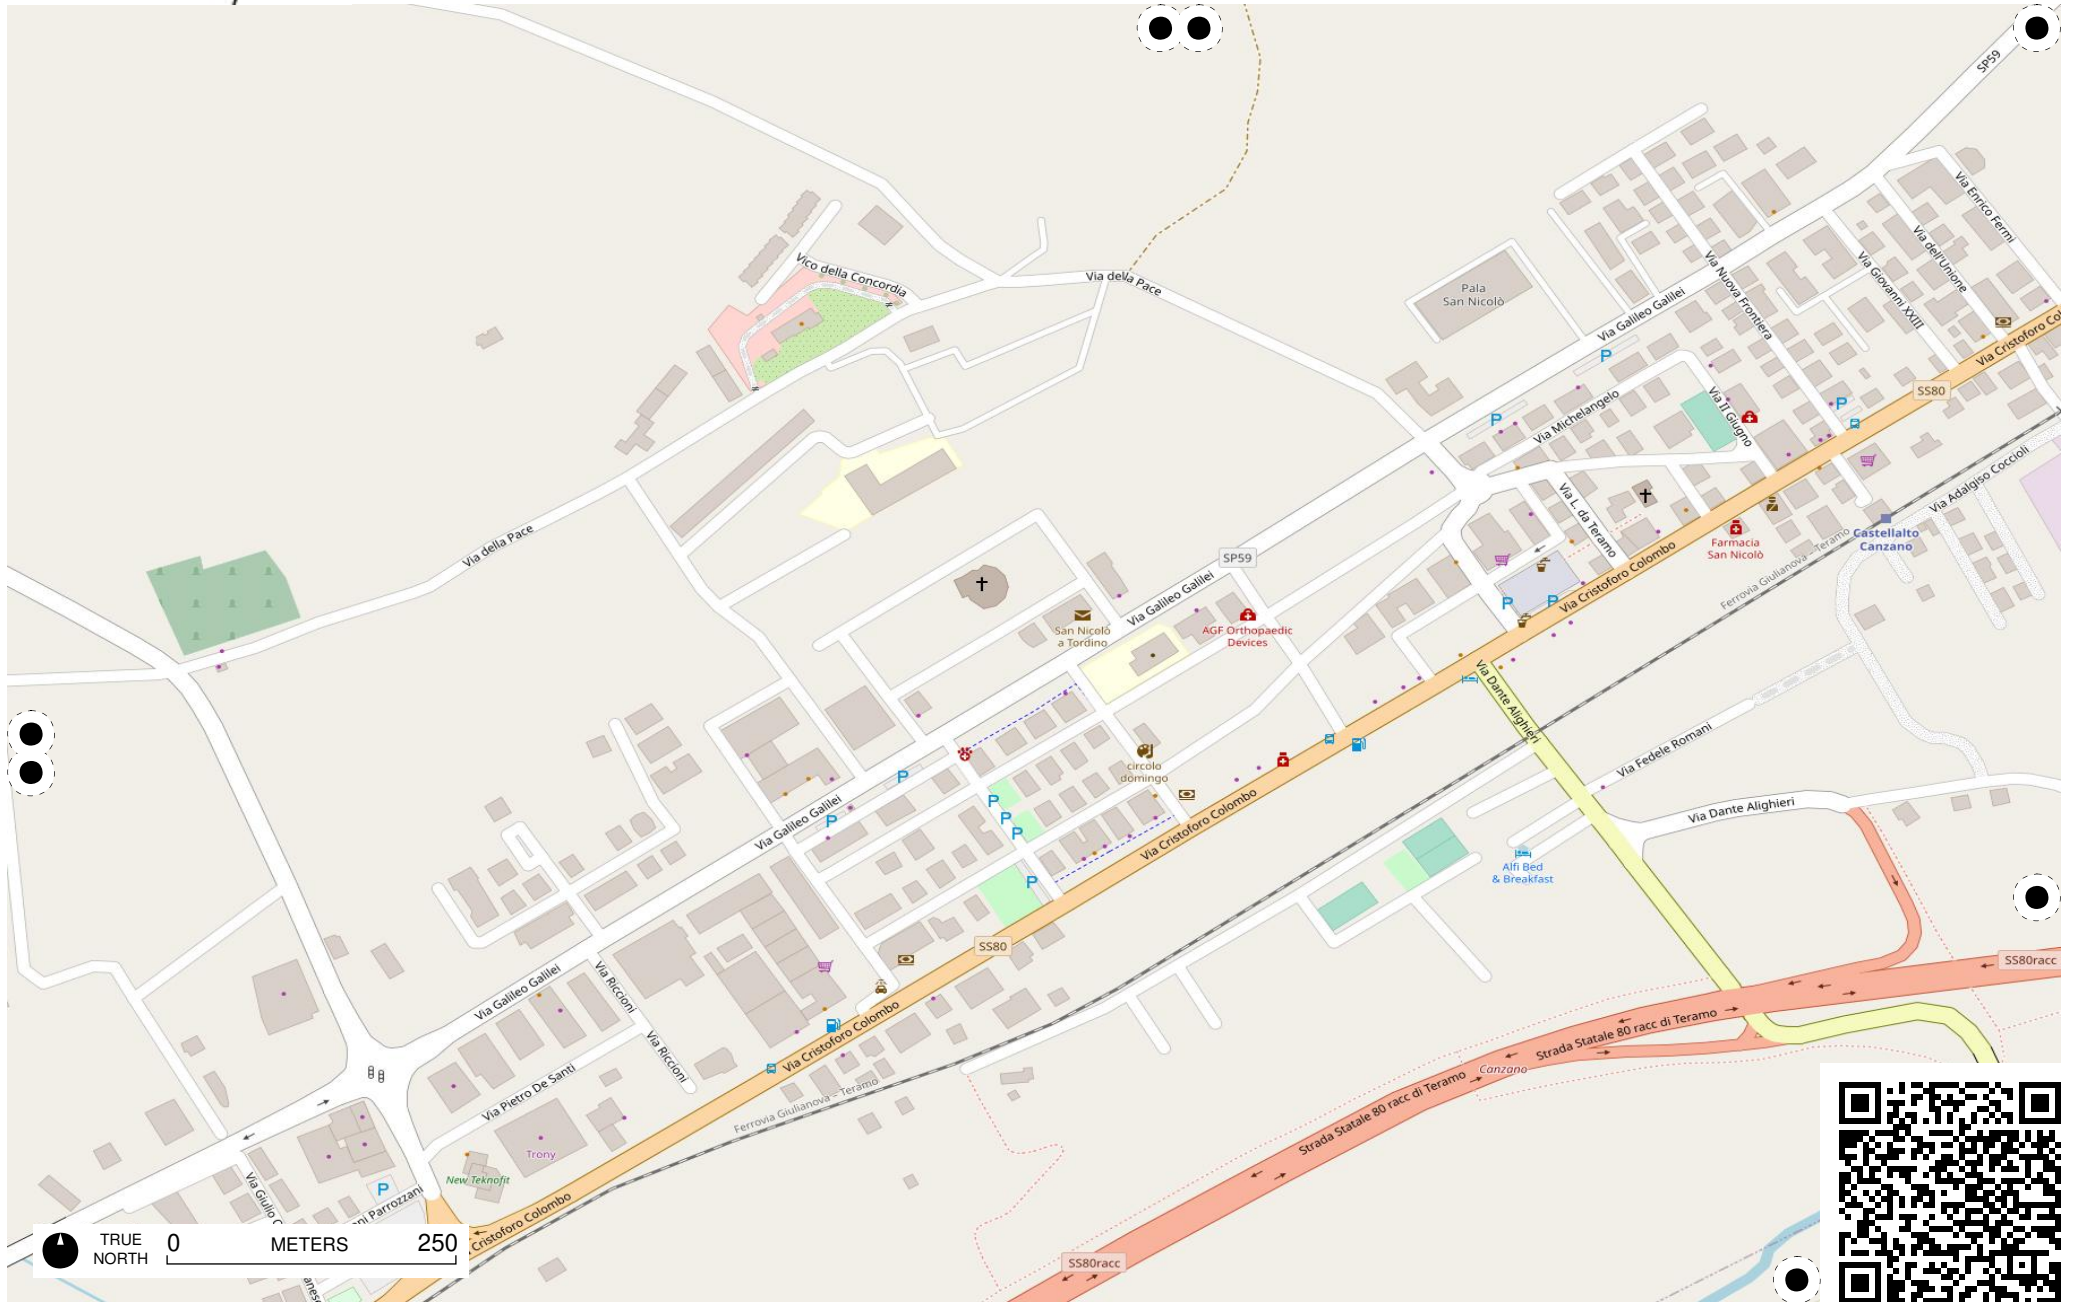 SP59
Via Enrico Fermi
Vico della Concordia
Via della Pace
Pala
San Nicolò
Via Galileo Galilei
Via Nuova Frontiera
Via Giovanni XXIII
Via dell'Unione
Via Cristoforo Co
SS80
Via Michelangelo
Via II Giugno
Via della Pace
Via L. da Teramo
Via Adalgiso Coccioli
Castellalto
Canzano
Farmacia
San Nicolò
Ferrovia Giulianova – Teramo
SP59
Via Galileo Galilei
Via Cristoforo Colombo
San Nicolò
a Tordino
AGF Orthopaedic
Devices
Via Dante Alighieri
Via Fedele Romani
circolo
domingo
Via Galileo Galilei
Via Cristoforo Colombo
Via Dante Alighieri
Alfi Bed
& Breakfast
SS80
SS80racc
Via Galileo Galilei
Via Riccioni
Via Riccioni
Via Cristoforo Colombo
Strada Statale 80 racc di Teramo
Canzano
Via Pietro De Santi
Ferrovia Giulianova – Teramo
Strada Statale 80 racc di Teramo
Trony
New Teknofit
Via Giulio
ni Parrozzani
Cristoforo Colombo
SS80racc
TRUE
NORTH
0 METERS 250